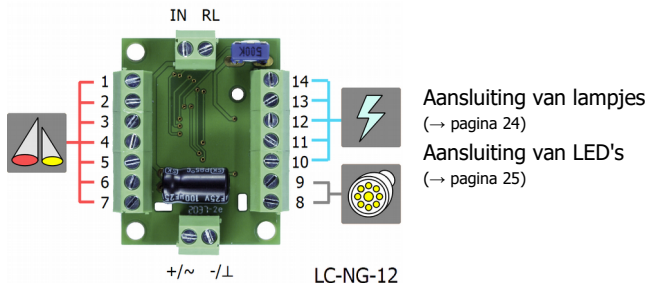 IN RL
500K
1
2
3
4
5
6
7
14
13
12
11
10
9
8
+/~ -/⊥
LC-NG-12
Aansluiting van lampjes
(→ pagina 24)
Aansluiting van LED's
(→ pagina 25)